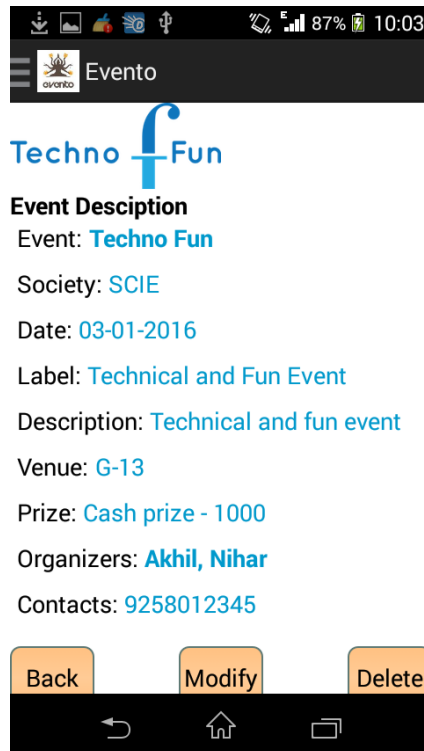 E 87% 10:03
evento Evento
Techno f Fun
Event Desciption
Event: Techno Fun
Society: SCIE
Date: 03-01-2016
Label: Technical and Fun Event
Description: Technical and fun event
Venue: G-13
Prize: Cash prize - 1000
Organizers: Akhil, Nihar
Contacts: 9258012345
Back Modify Delete